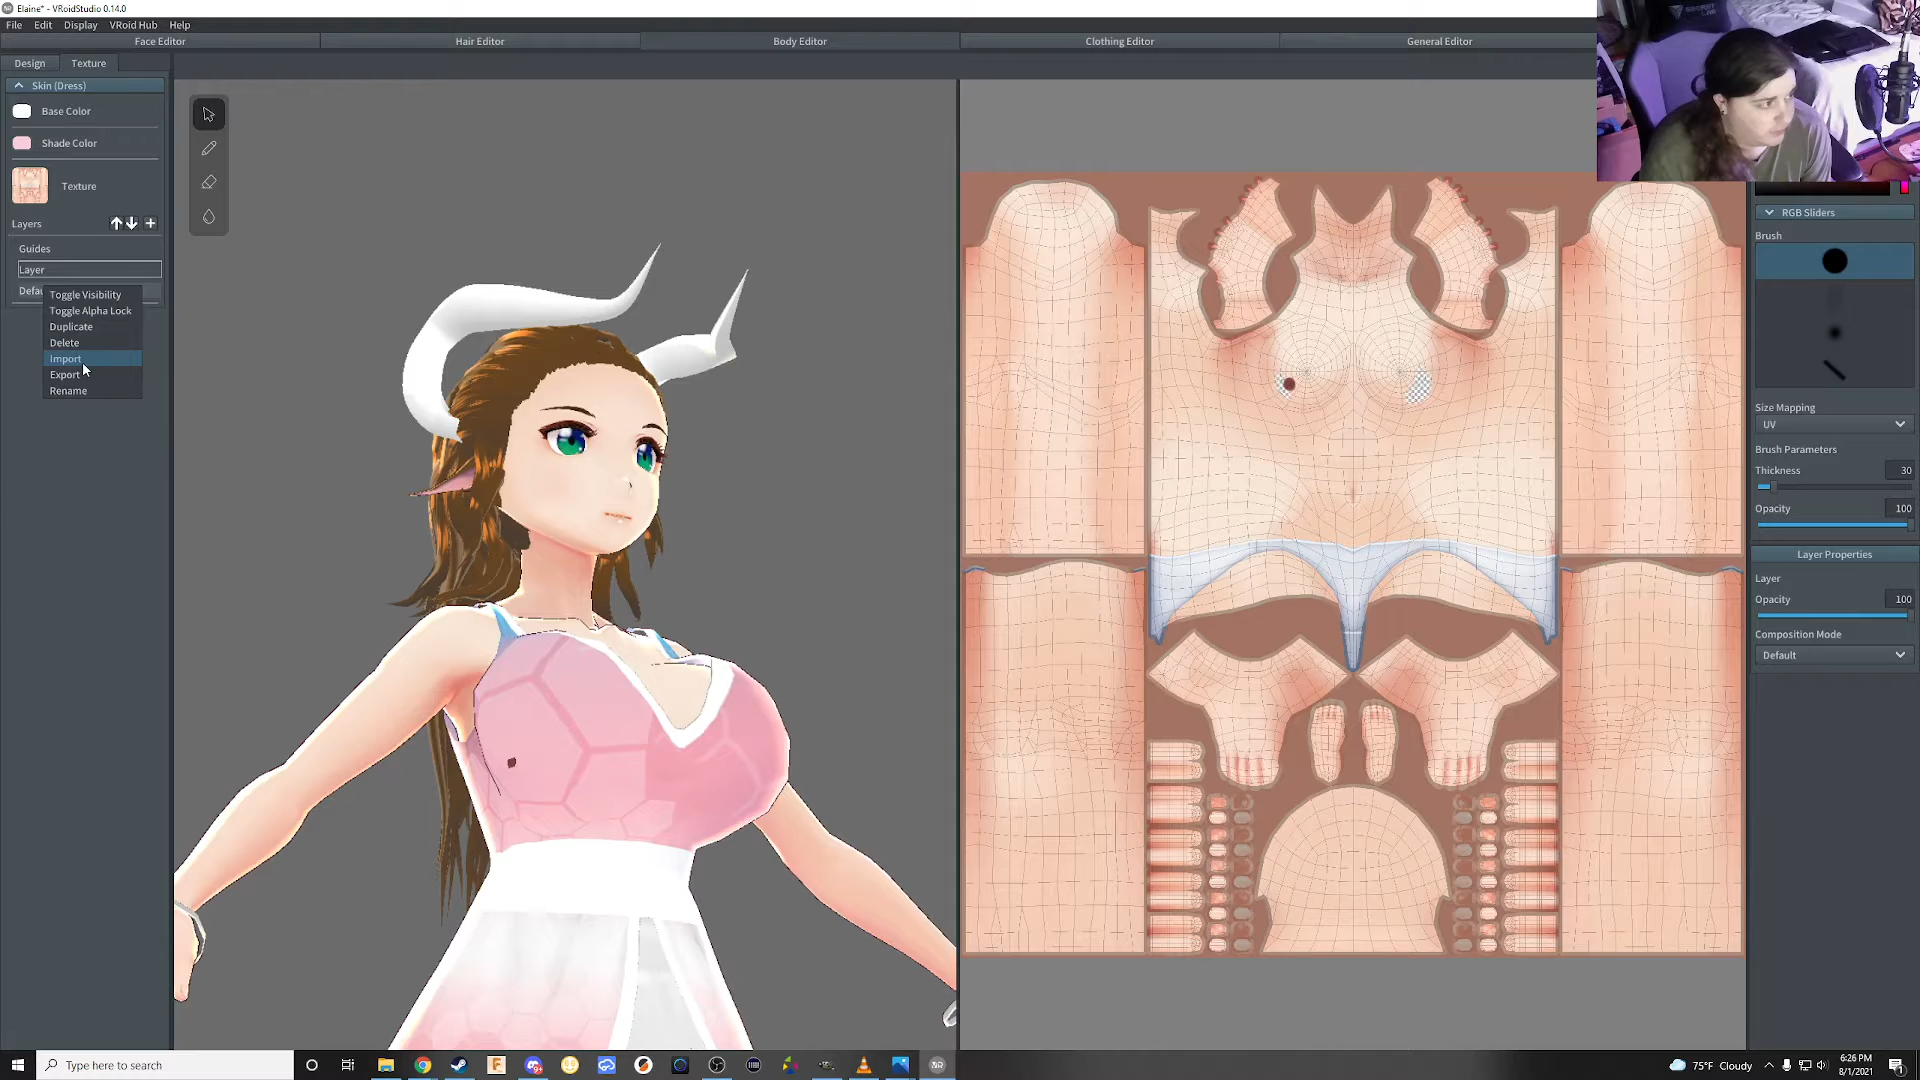 Elaine* - VRoidStudio 0.14.0
File Edit Display VRoid Hub Help
Face Editor Hair Editor Body Editor Clothing Editor General Editor
Design Texture
Skin (Dress)
Base Color
Shade Color
Texture
Layers
Guides
Layer
Defau
Toggle Visibility
Toggle Alpha Lock
Duplicate
Delete
Import
Export
Rename
RGB Sliders
Brush
Size Mapping
UV
Brush Parameters
Thickness 30
Opacity 100
Layer Properties
Layer
Opacity 100
Composition Mode
Default
Type here to search
75°F Cloudy
6:26 PM
8/1/2021